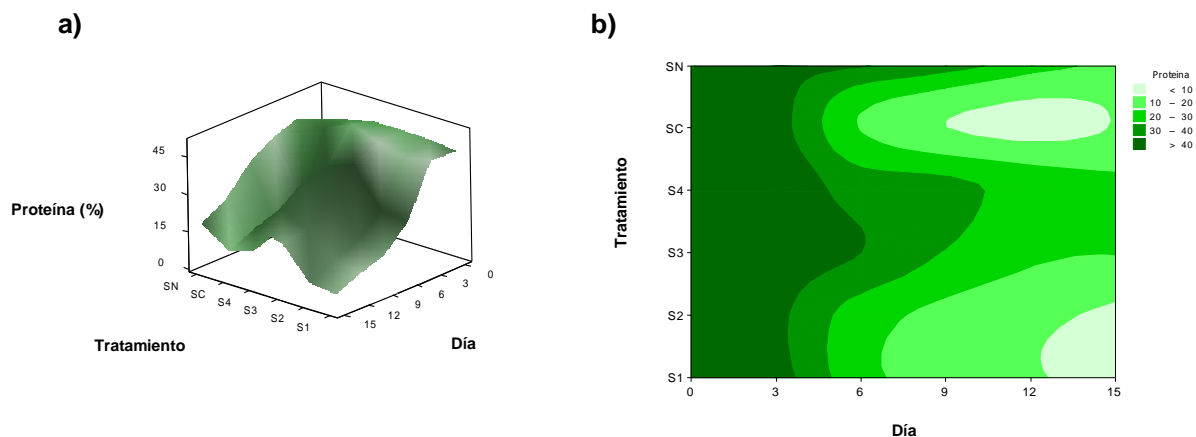 a)
45
30
15
0
Proteína (%)
SN
SC
S4
S3
S2
S1
15
12
9
6
3
0
Tratamiento
Día
b)
SN
SC
S4
S3
S2
S1
Tratamiento
0
3
6
9
12
15
Día
Proteina
< 10
10 – 20
20 – 30
30 – 40
> 40